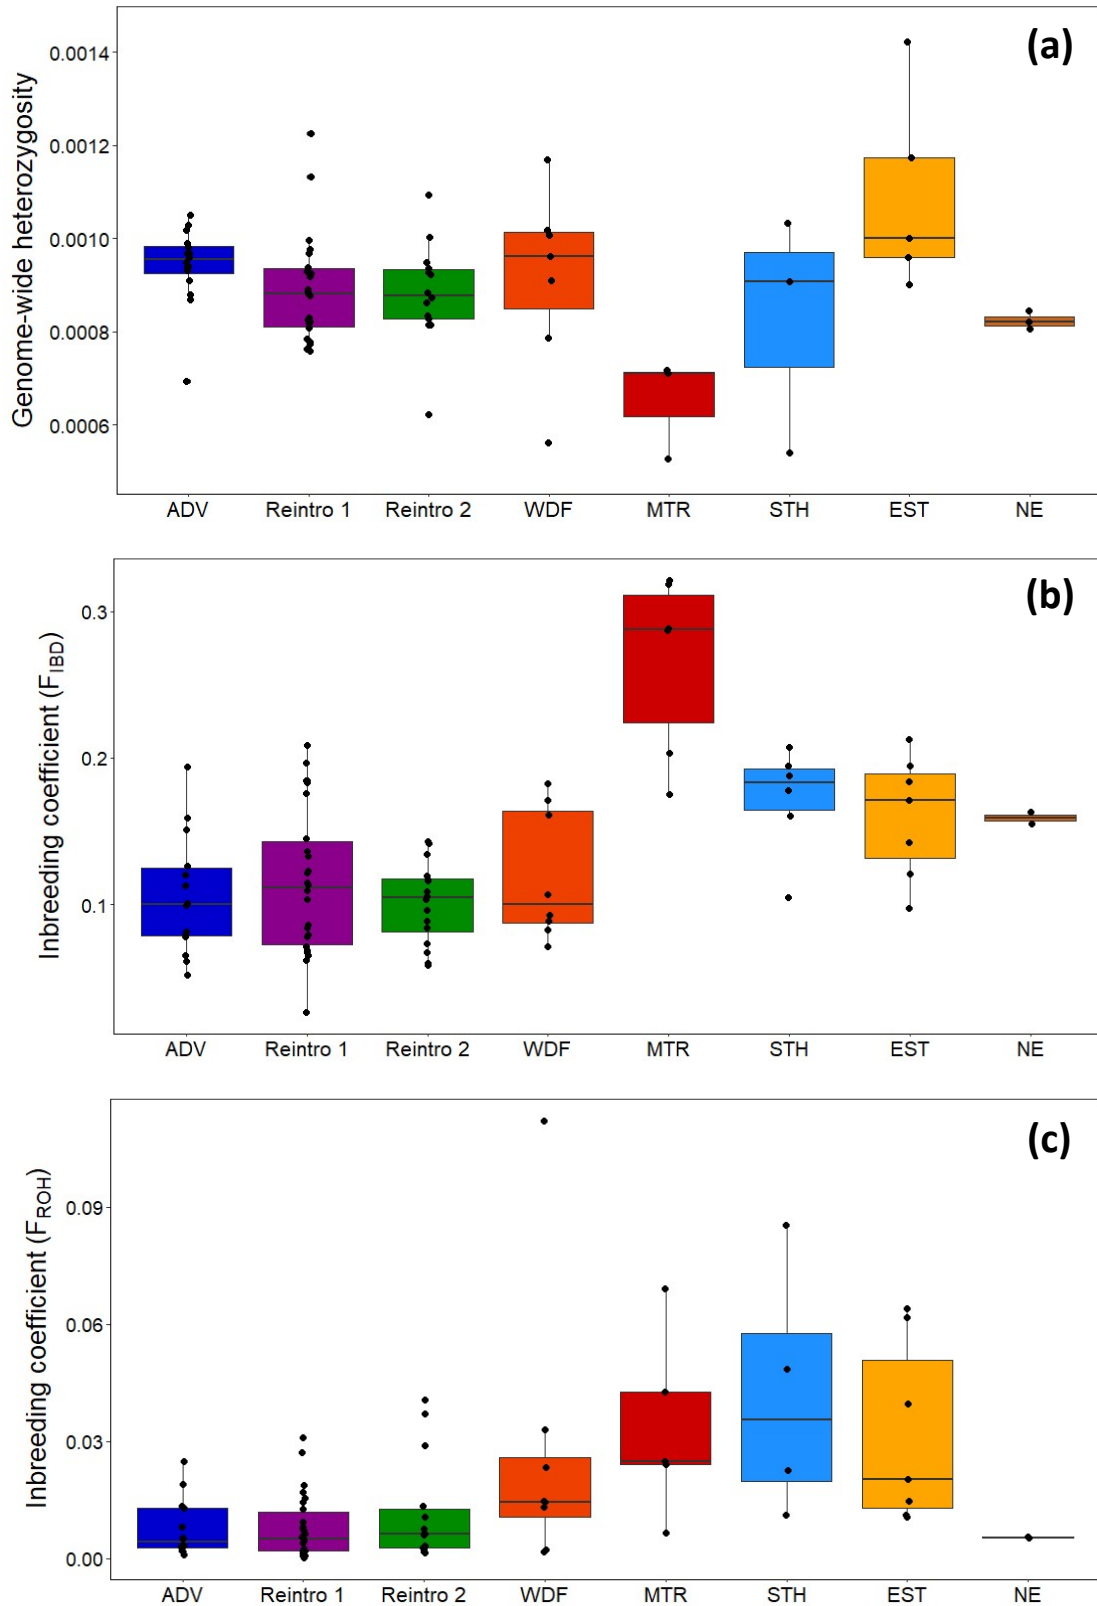 (a)
Genome-wide heterozygosity
0.0014
0.0012
0.0010
0.0008
0.0006
ADV Reintro 1 Reintro 2 WDF MTR STH EST NE
(b)
Inbreeding coefficient (FIBD)
0.3
0.2
0.1
ADV Reintro 1 Reintro 2 WDF MTR STH EST NE
(c)
Inbreeding coefficient (FROH)
0.09
0.06
0.03
0.00
ADV Reintro 1 Reintro 2 WDF MTR STH EST NE